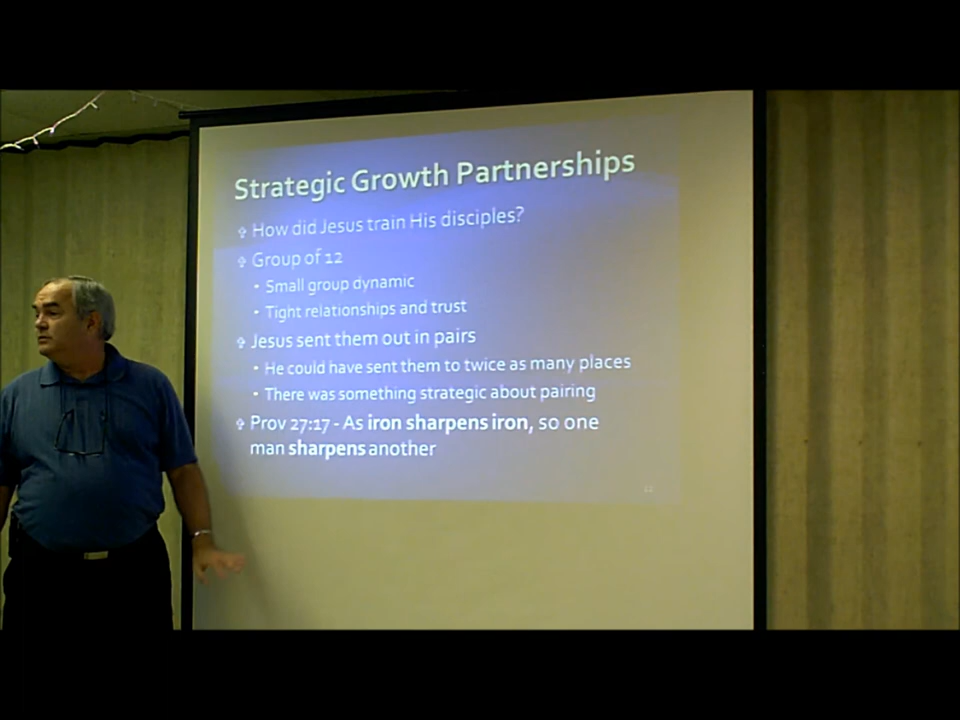 Strategic Growth Partnerships
How did Jesus train His disciples?
Group of 12
Small group dynamic
Tight relationships and trust
Jesus sent them out in pairs
He could have sent them to twice as many places
There was something strategic about pairing
Prov 27:17 - As iron sharpens iron, so one
man sharpens another